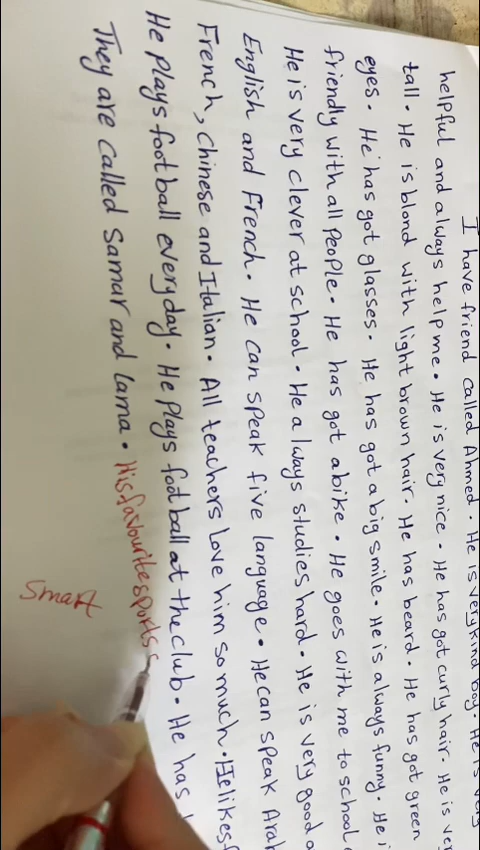 I have friend called Ahmed. He is very kind boy. He is very
helpful and always help me. He is very nice. He has got curly hair. He is
tall. He is blond with light brown hair. He has beard. He has got green
eyes. He has got glasses. He has got a big smile. He is always funny. He
friendly with all people. He has got a bike. He goes with me to school
He is very clever at school. He always studies hard. He is very good
English and French. He can speak five language. He can speak
French, Chinese and Italian. All teachers love him so much. He likes
He plays football everyday. He plays football at the club. He has
They are called Samar and Lama. His favourite sports
Smart